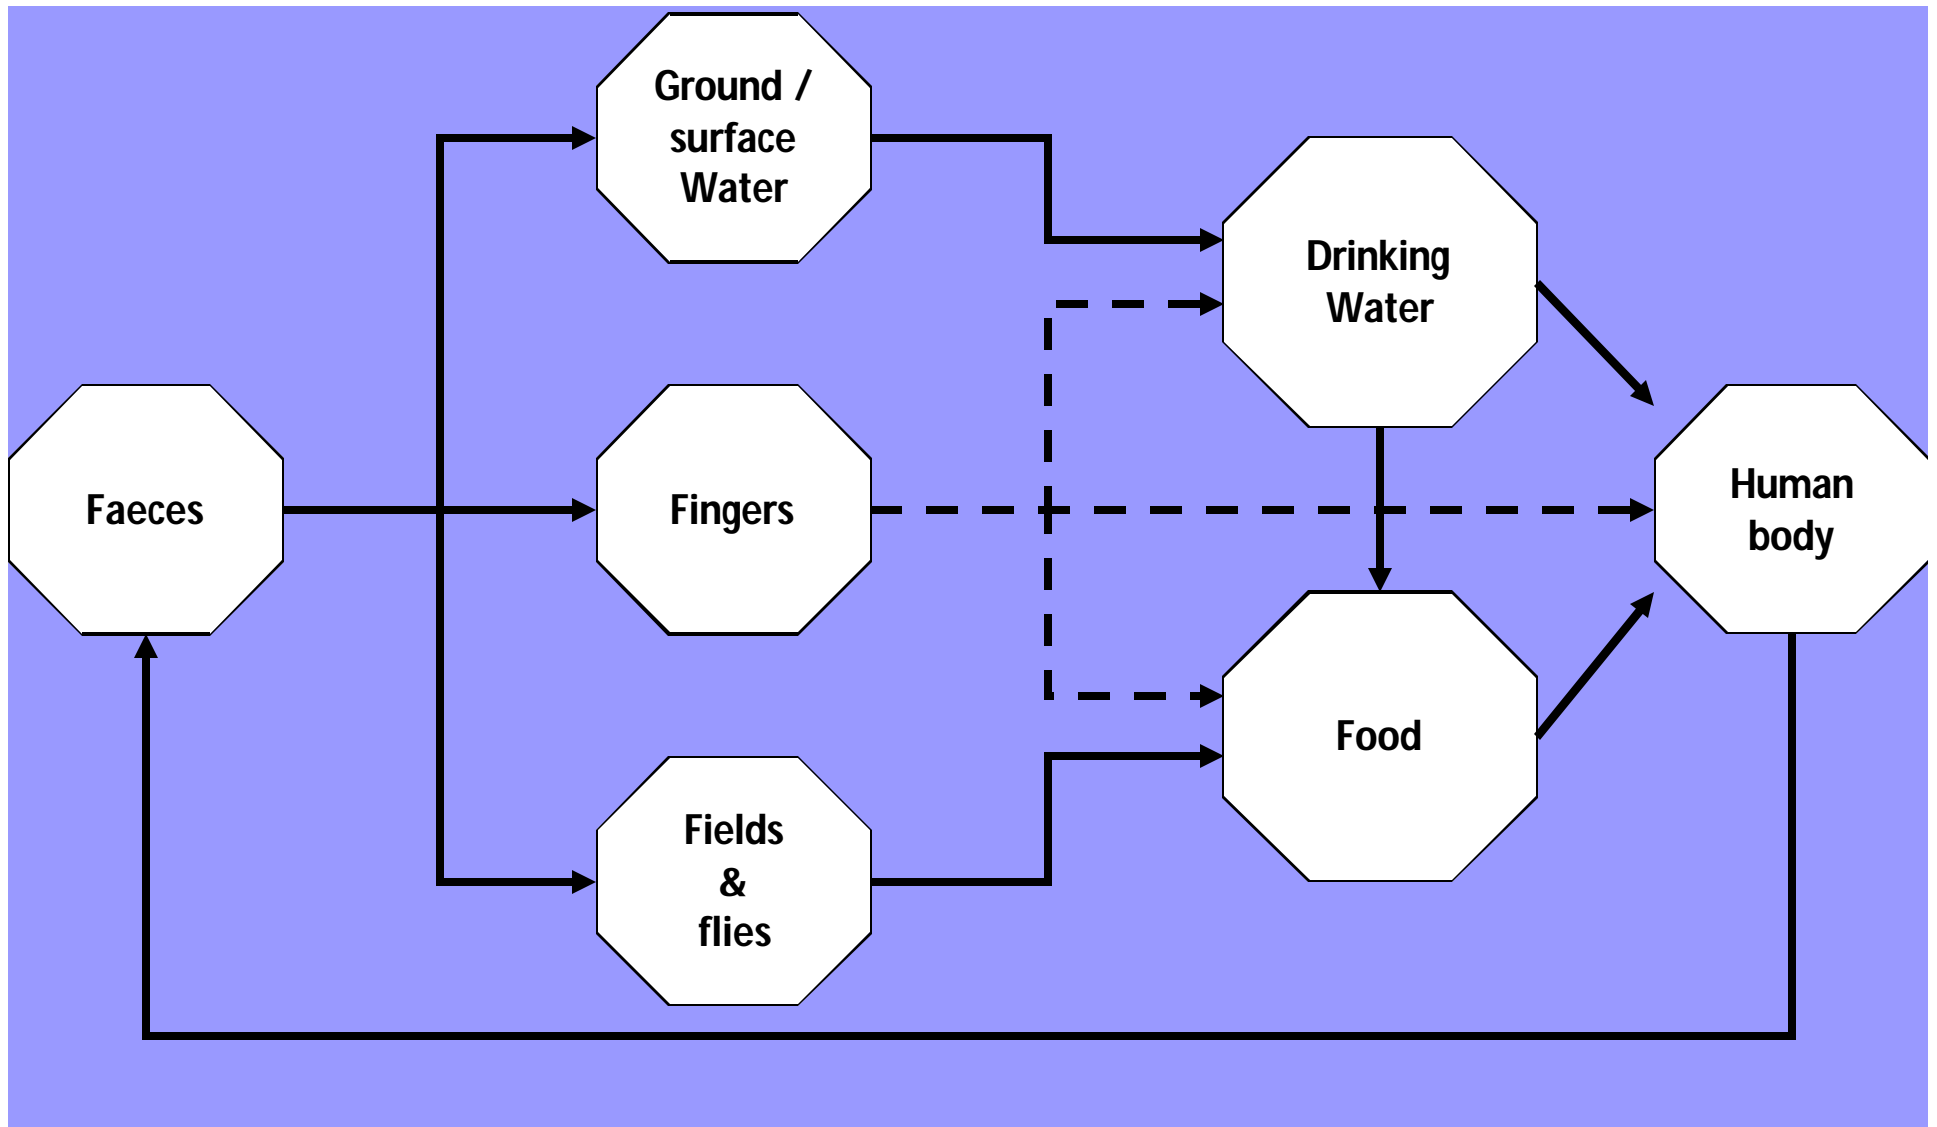 Ground /
surface
Water
Drinking
Water
Faeces
Fingers
Human
body
Food
Fields
&
flies